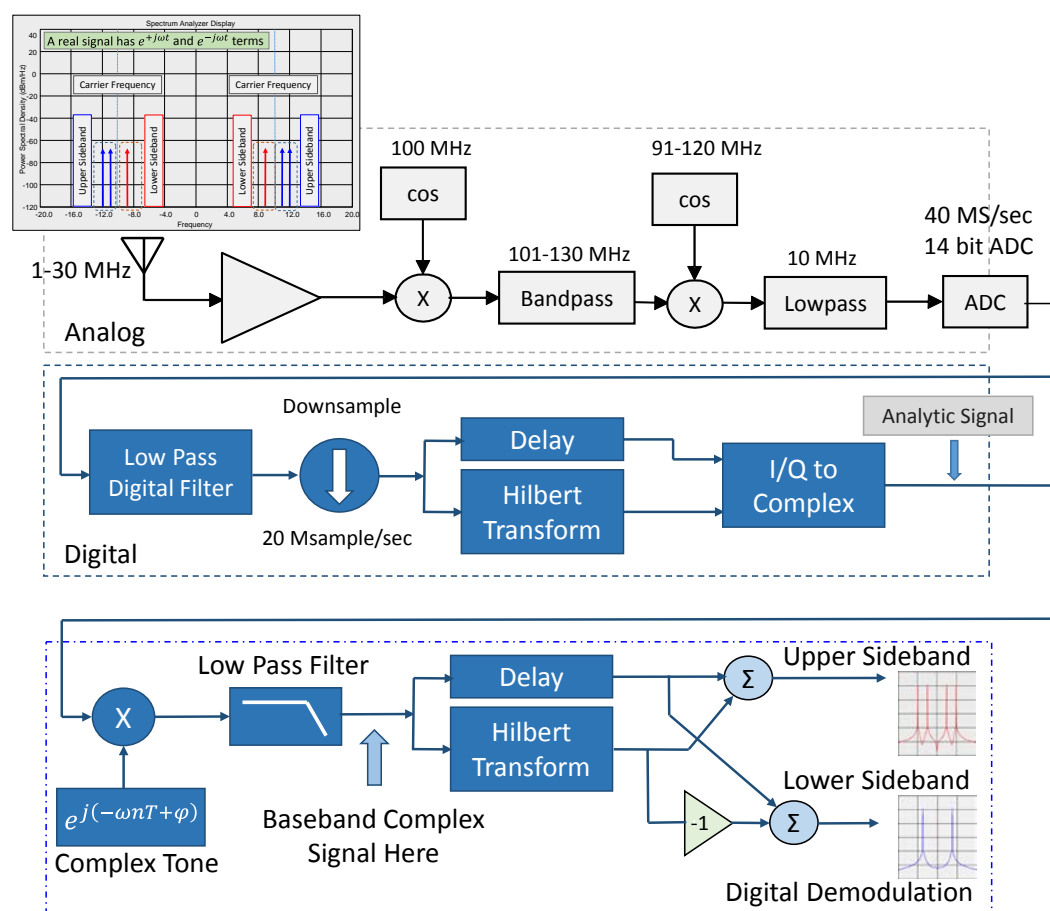 Spectrum Analyzer Display
A real signal has e^{+jωt} and e^{-jωt} terms
Power Spectral Density (dBm/Hz)
40
20
0
-20
-40
-60
-80
-100
-120
Carrier Frequency
Carrier Frequency
Upper Sideband
Lower Sideband
Lower Sideband
Upper Sideband
-20.0
-16.0
-12.0
-8.0
-4.0
0
4.0
8.0
12.0
16.0
20.0
Frequency
1-30 MHz
100 MHz
cos
X
101-130 MHz
Bandpass
91-120 MHz
cos
X
10 MHz
Lowpass
40 MS/sec
14 bit ADC
ADC
Analog
Low Pass
Digital Filter
Downsample
20 Msample/sec
Delay
Hilbert
Transform
I/Q to
Complex
Analytic Signal
Digital
X
e^{j(-ωnT+φ)}
Complex Tone
Low Pass Filter
Baseband Complex
Signal Here
Delay
Hilbert
Transform
-1
Σ
Σ
Upper Sideband
Lower Sideband
Digital Demodulation